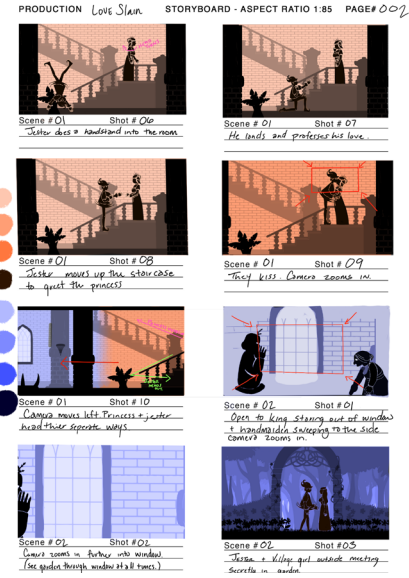 PRODUCTION Love Slain STORYBOARD - ASPECT RATIO 1:85 PAGE# 002
Scene # 01 Shot # 06
Jester does a handstand into the room
Scene # 01 Shot # 07
He lands and professes his love.
Scene # 01 Shot # 08
Jester moves up the staircase
to greet the princess
Scene # 01 Shot # 09
They kiss. Camera zooms in.
Scene # 01 Shot # 10
Camera moves left Princess + jester
head thier seperate ways.
Scene # 02 Shot # 01
Open to king staring out of window
+ handmaiden sweeping to the side
camera zooms in.
Scene # 02 Shot # 02
Camera zooms in further into window.
(see garden through window at all times.)
Scene # 02 Shot # 03
Jester + Village girl outside meeting
Secretly in garden.